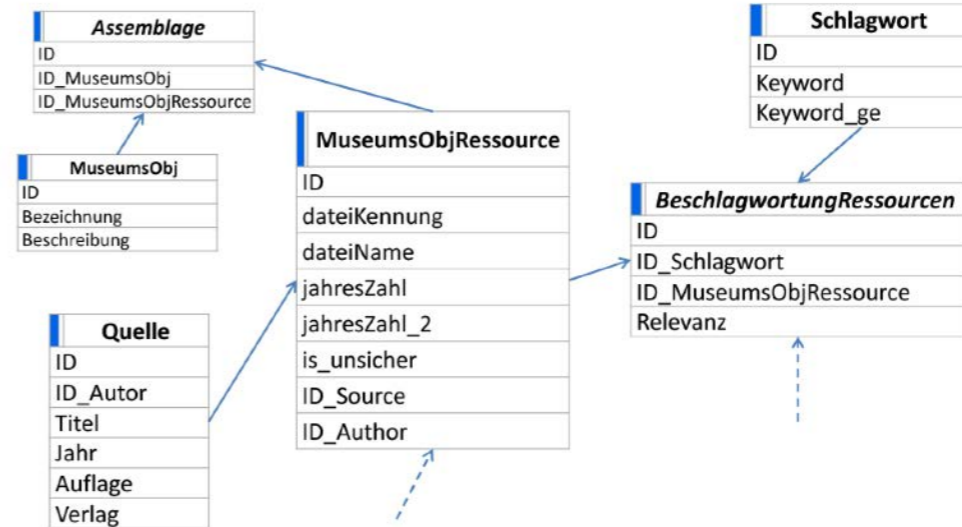 Assemblage
ID
ID_MuseumsObj
ID_MuseumsObjRessource
MuseumsObj
ID
Bezeichnung
Beschreibung
Quelle
ID
ID_Autor
Titel
Jahr
Auflage
Verlag
MuseumsObjRessource
ID
dateiKennung
dateiName
jahresZahl
jahresZahl_2
is_unsicher
ID_Source
ID_Author
Schlagwort
ID
Keyword
Keyword_ge
BeschlagwortungRessourcen
ID
ID_Schlagwort
ID_MuseumsObjRessource
Relevanz